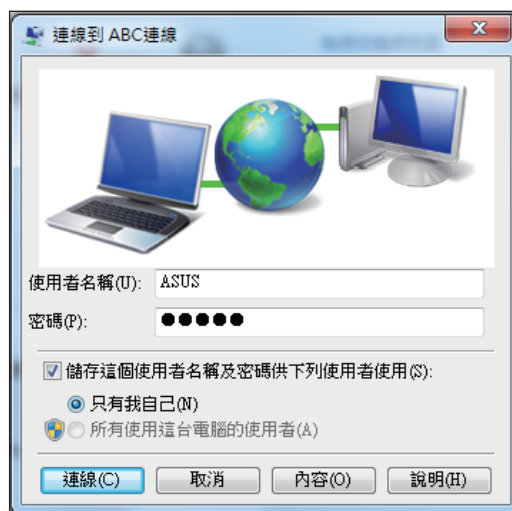 連線到 ABC連線
使用者名稱(U): ASUS
密碼(P): ●●●●●
儲存這個使用者名稱及密碼供下列使用者使用(S):
只有我自己(N)
所有使用這台電腦的使用者(A)
連線(C) 取消 內容(O) 說明(H)